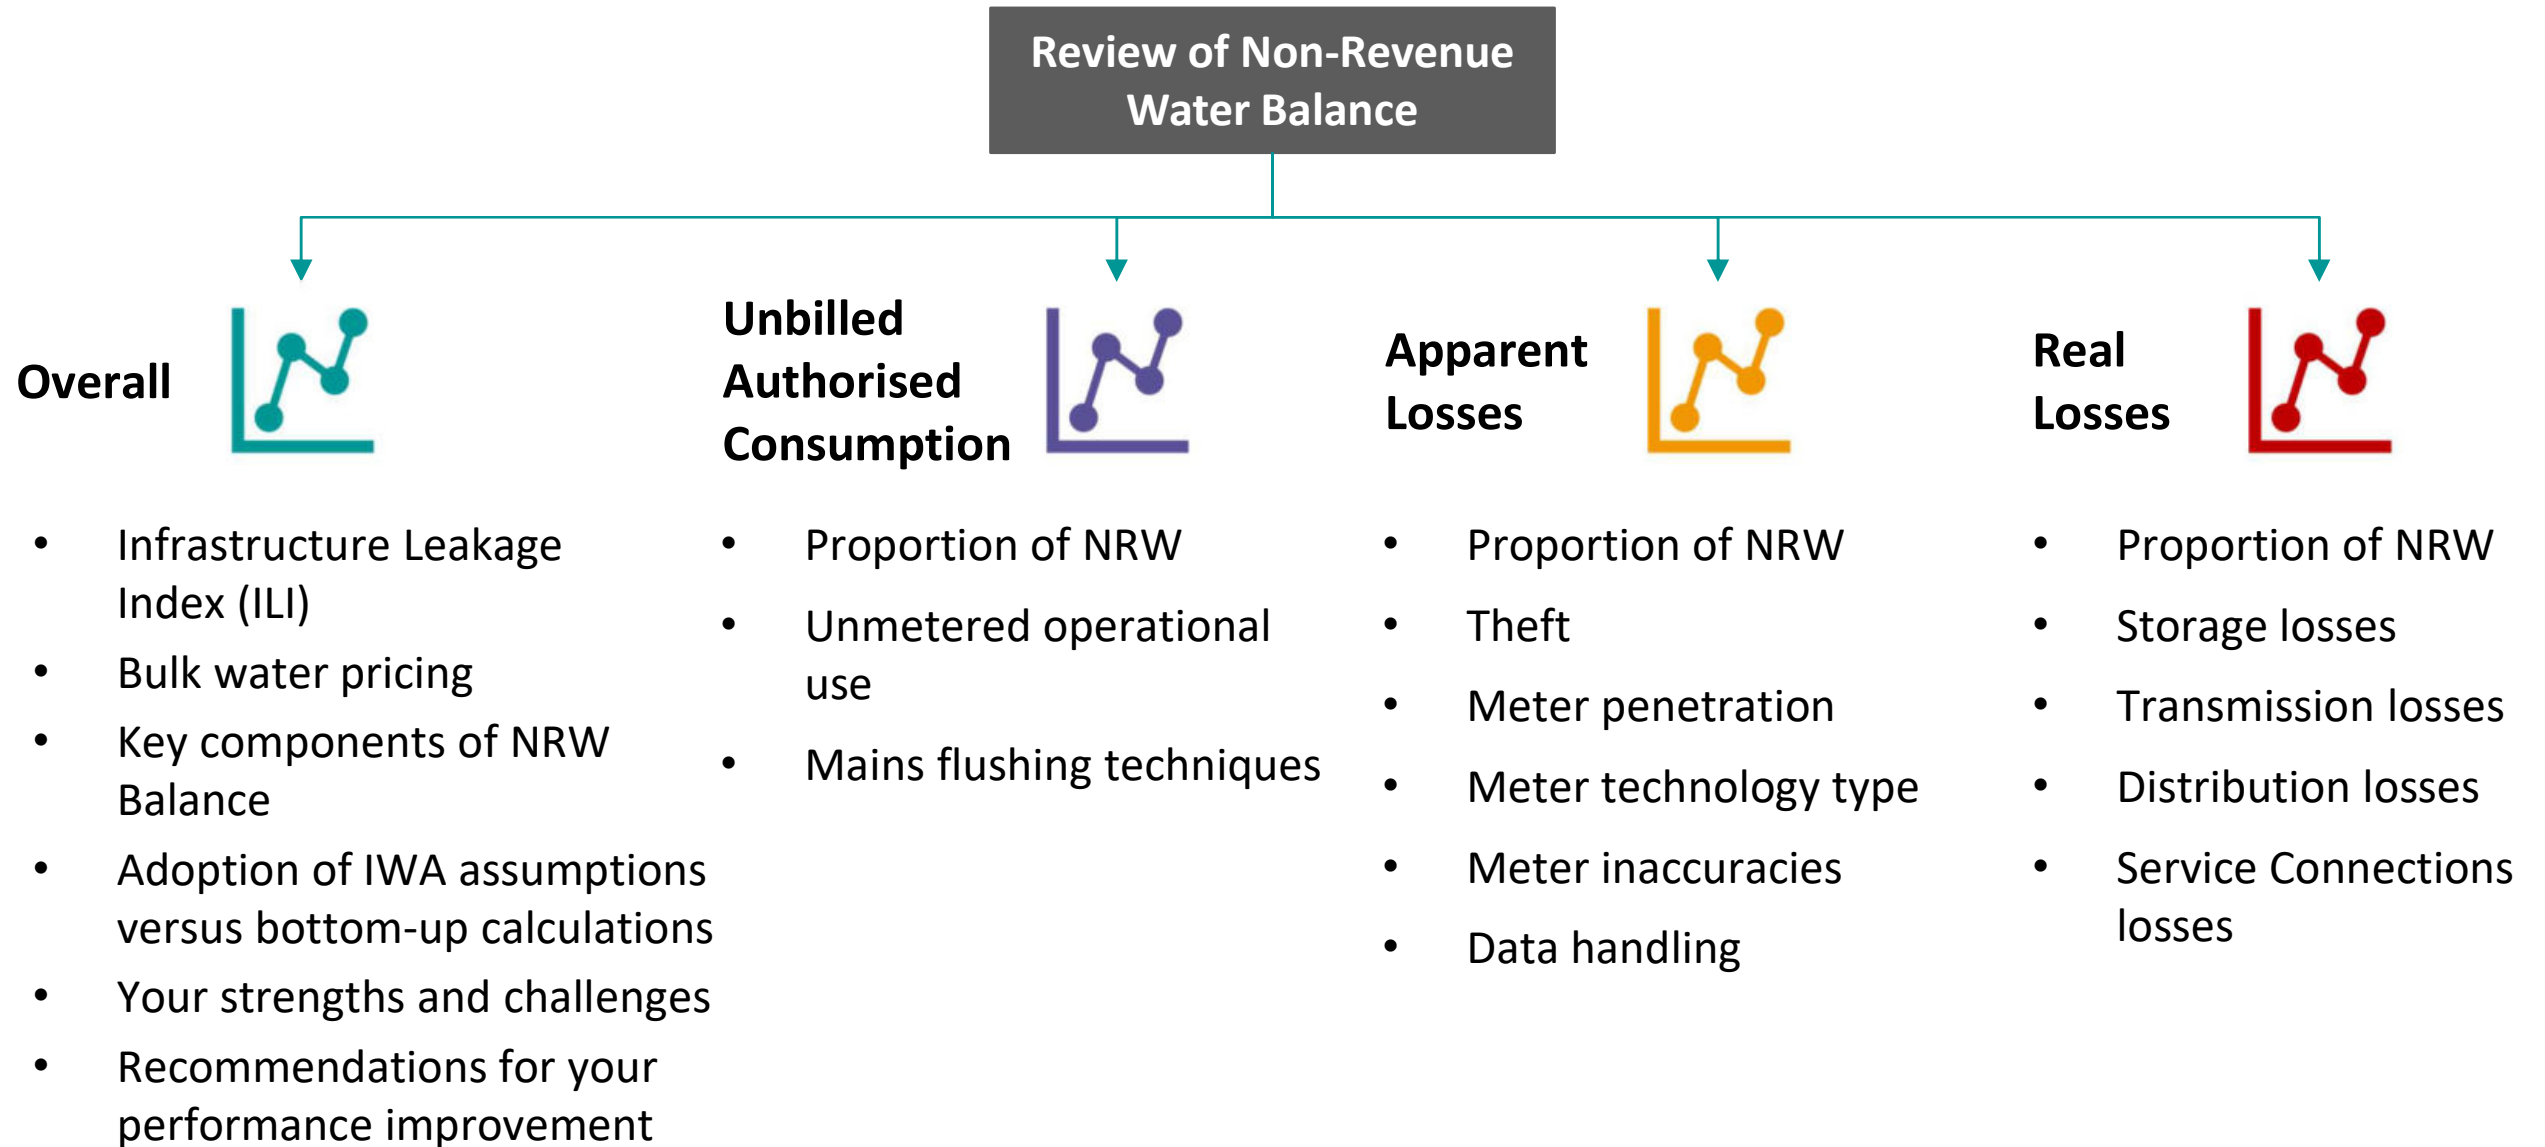 Review of Non-Revenue
Water Balance
Overall
• Infrastructure Leakage
Index (ILI)
• Bulk water pricing
• Key components of NRW
Balance
• Adoption of IWA assumptions
versus bottom-up calculations
• Your strengths and challenges
• Recommendations for your
performance improvement
Unbilled
Authorised
Consumption
• Proportion of NRW
• Unmetered operational
use
• Mains flushing techniques
Apparent
Losses
• Proportion of NRW
• Theft
• Meter penetration
• Meter technology type
• Meter inaccuracies
• Data handling
Real
Losses
• Proportion of NRW
• Storage losses
• Transmission losses
• Distribution losses
• Service Connections
losses